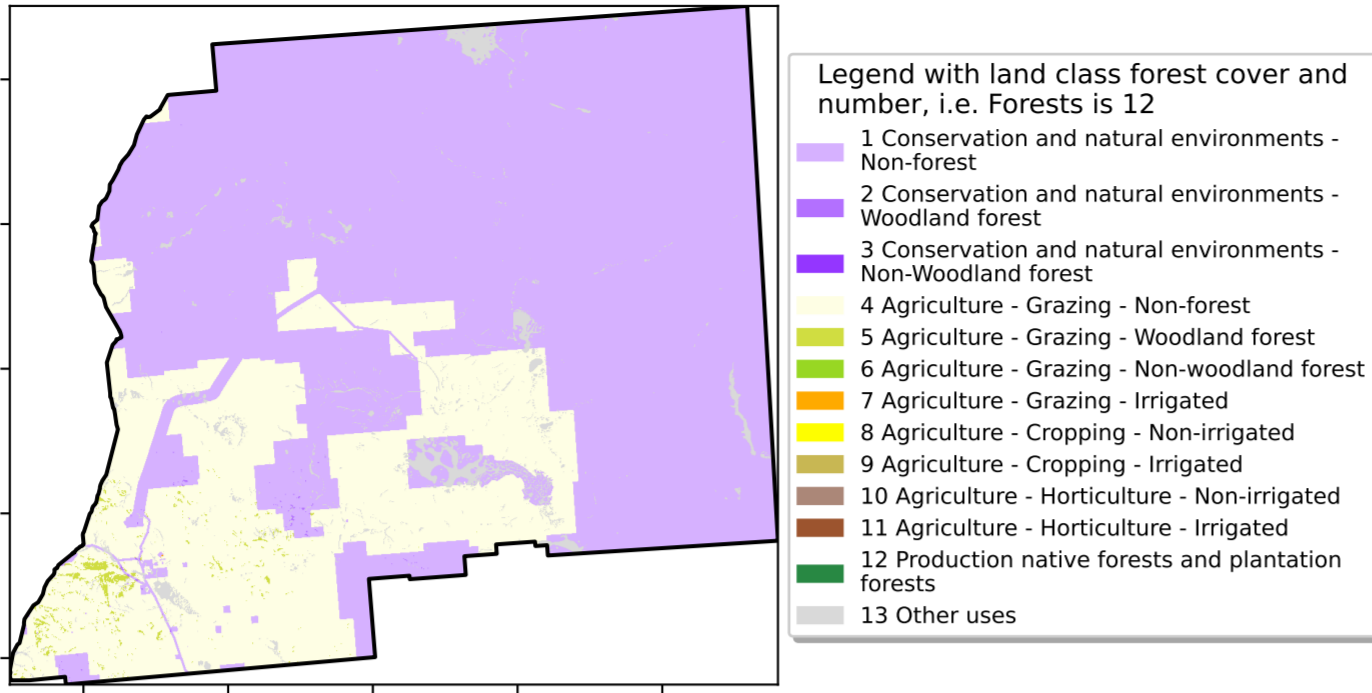 Legend with land class forest cover and
number, i.e. Forests is 12
1 Conservation and natural environments -
Non-forest
2 Conservation and natural environments -
Woodland forest
3 Conservation and natural environments -
Non-Woodland forest
4 Agriculture - Grazing - Non-forest
5 Agriculture - Grazing - Woodland forest
6 Agriculture - Grazing - Non-woodland forest
7 Agriculture - Grazing - Irrigated
8 Agriculture - Cropping - Non-irrigated
9 Agriculture - Cropping - Irrigated
10 Agriculture - Horticulture - Non-irrigated
11 Agriculture - Horticulture - Irrigated
12 Production native forests and plantation
forests
13 Other uses